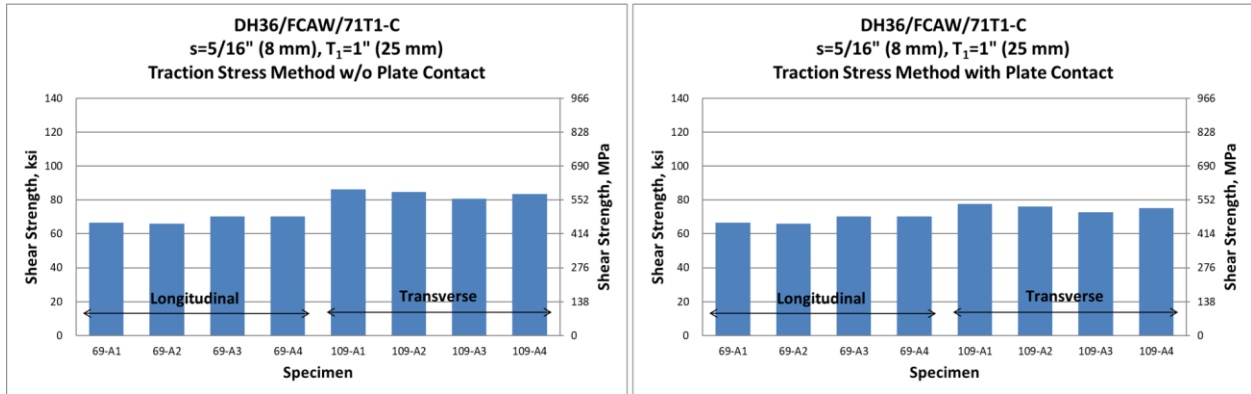 DH36/FCAW/71T1-C
s=5/16" (8 mm), T1=1" (25 mm)
Traction Stress Method w/o Plate Contact
Shear Strength, ksi
140
120
100
80
60
40
20
0
966
828
690
552
414
276
138
0
Shear Strength, MPa
Longitudinal
Transverse
69-A1 69-A2 69-A3 69-A4 109-A1 109-A2 109-A3 109-A4
Specimen
DH36/FCAW/71T1-C
s=5/16" (8 mm), T1=1" (25 mm)
Traction Stress Method with Plate Contact
Shear Strength, ksi
140
120
100
80
60
40
20
0
966
828
690
552
414
276
138
0
Shear Strength, MPa
Longitudinal
Transverse
69-A1 69-A2 69-A3 69-A4 109-A1 109-A2 109-A3 109-A4
Specimen